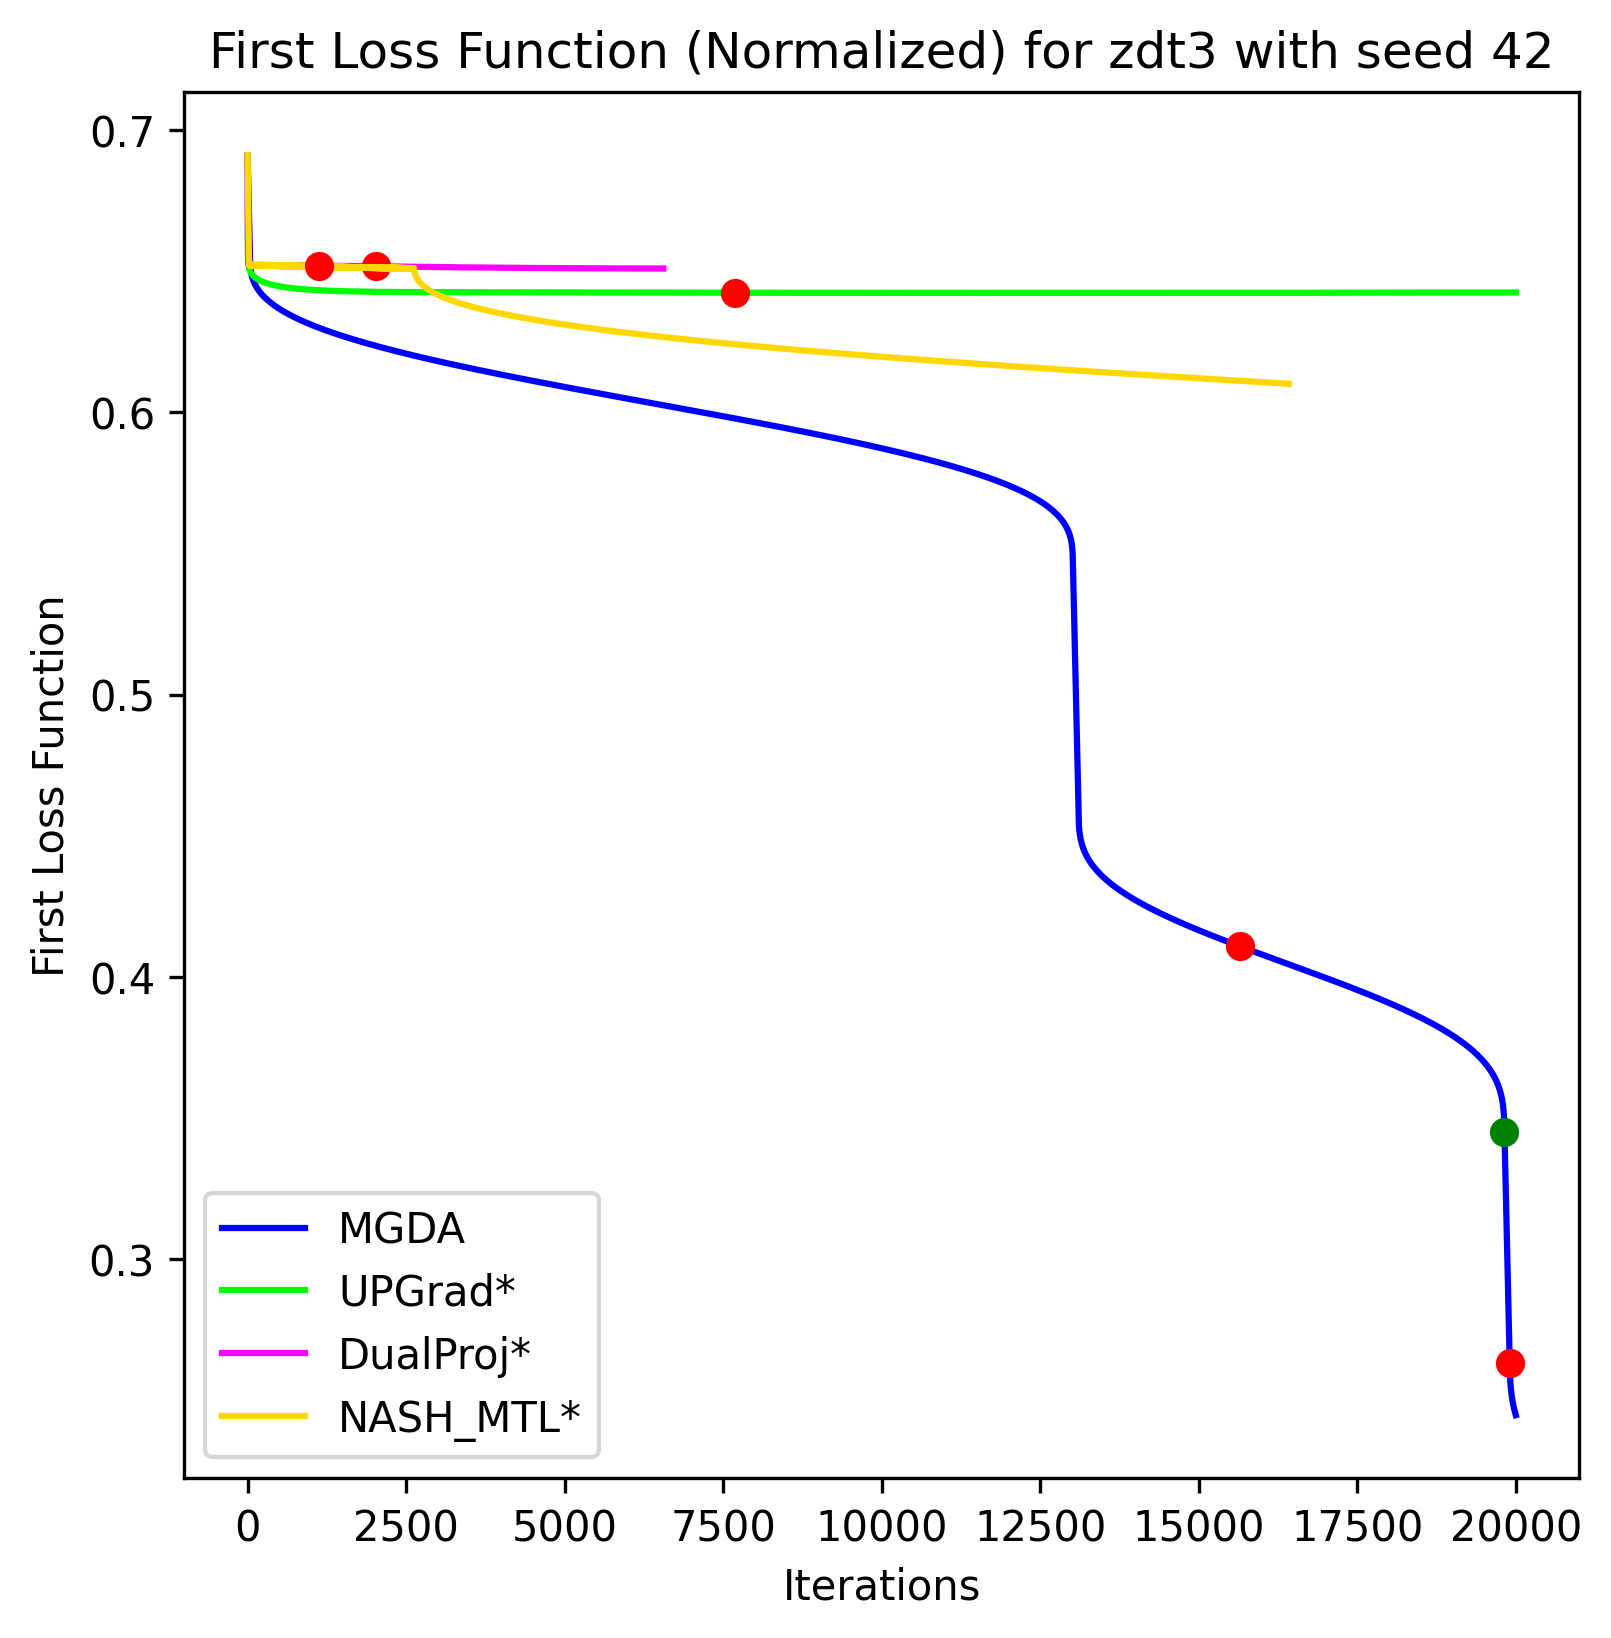 First Loss Function (Normalized) for zdt3 with seed 42
First Loss Function
0.7
0.6
0.5
0.4
0.3
MGDA
UPGrad*
DualProj*
NASH_MTL*
0 2500 5000 7500 10000 12500 15000 17500 20000
Iterations